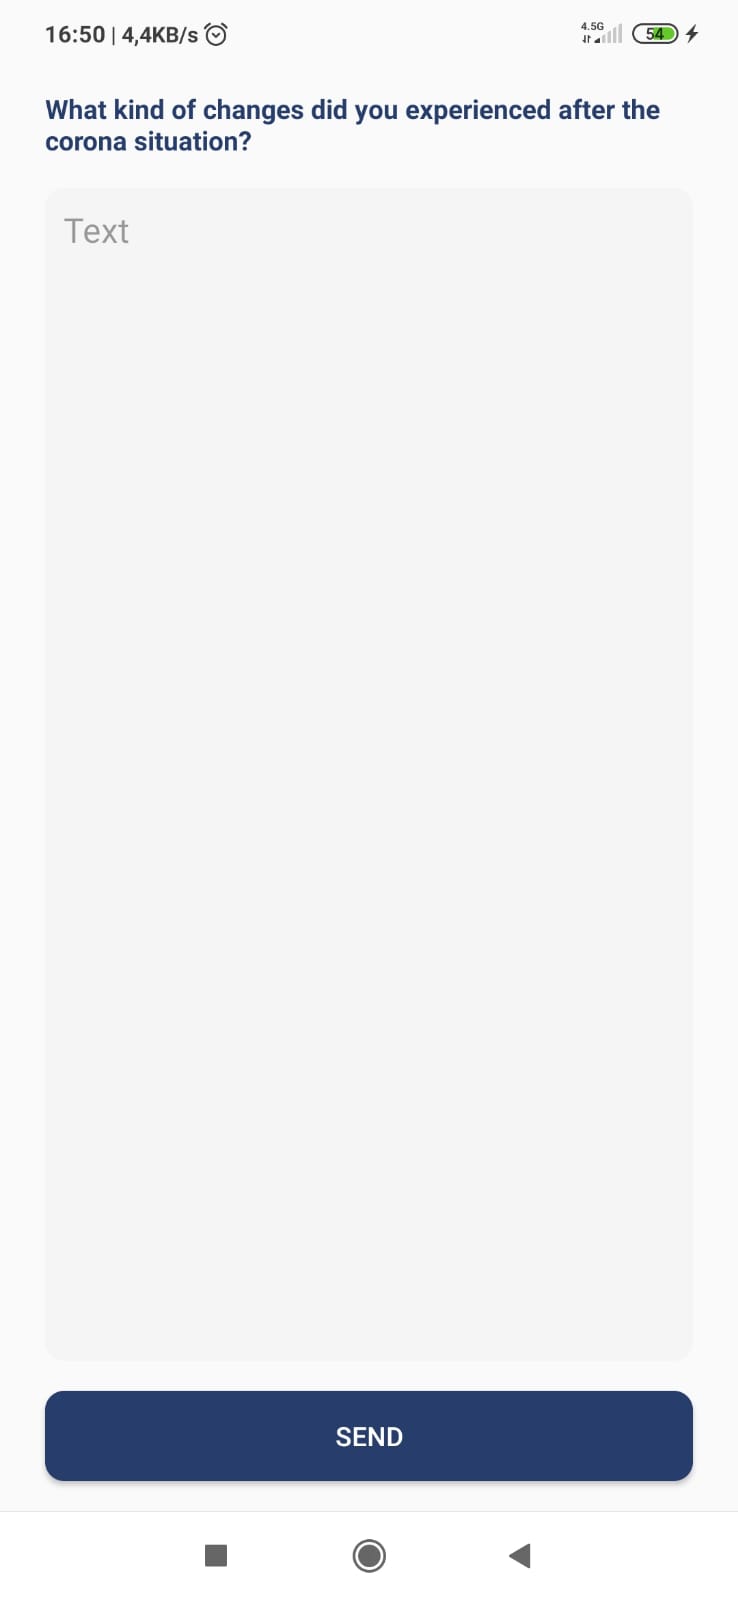 16:50 | 4,4KB/s
4.5G
54
What kind of changes did you experienced after the
corona situation?
Text
SEND